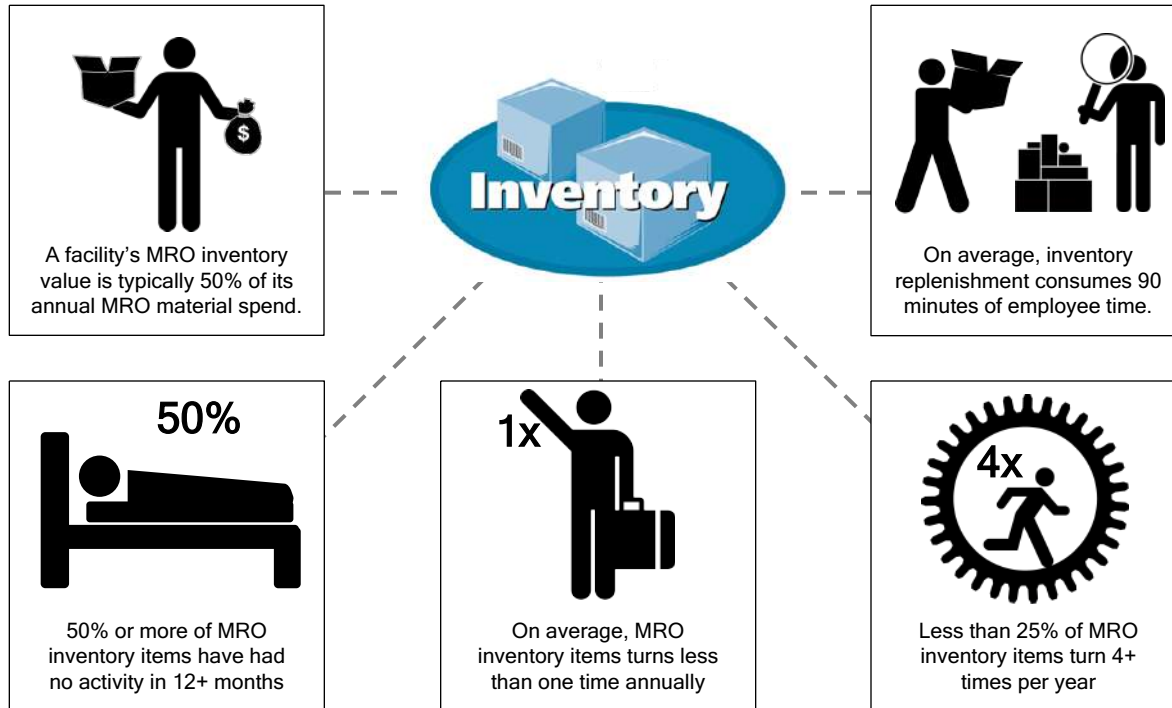 $
A facility’s MRO inventory
value is typically 50% of its
annual MRO material spend.
Inventory
On average, inventory
replenishment consumes 90
minutes of employee time.
50%
50% or more of MRO
inventory items have had
no activity in 12+ months
1x
On average, MRO
inventory items turns less
than one time annually
4x
Less than 25% of MRO
inventory items turn 4+
times per year